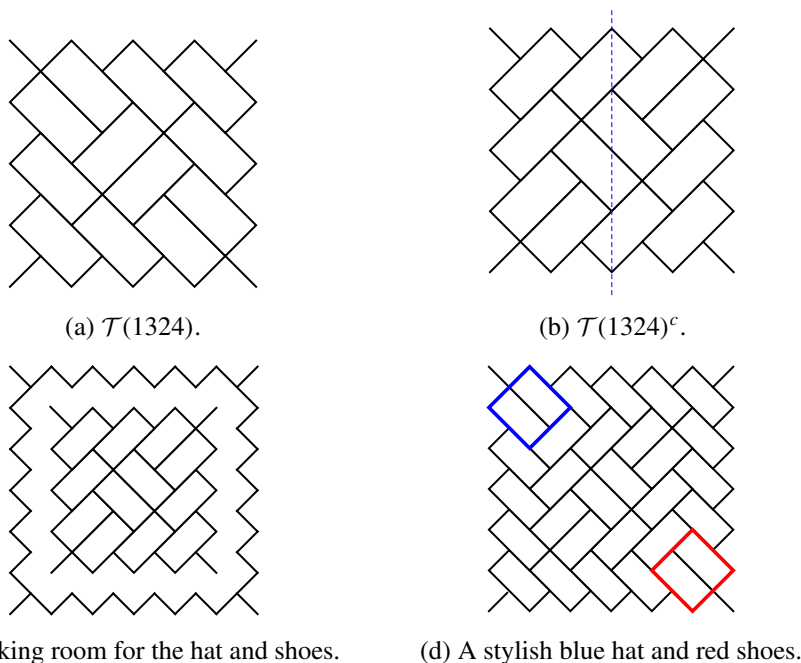 (a) 𝒯(1324).
(b) 𝒯(1324)ᶜ.
king room for the hat and shoes.
(d) A stylish blue hat and red shoes.